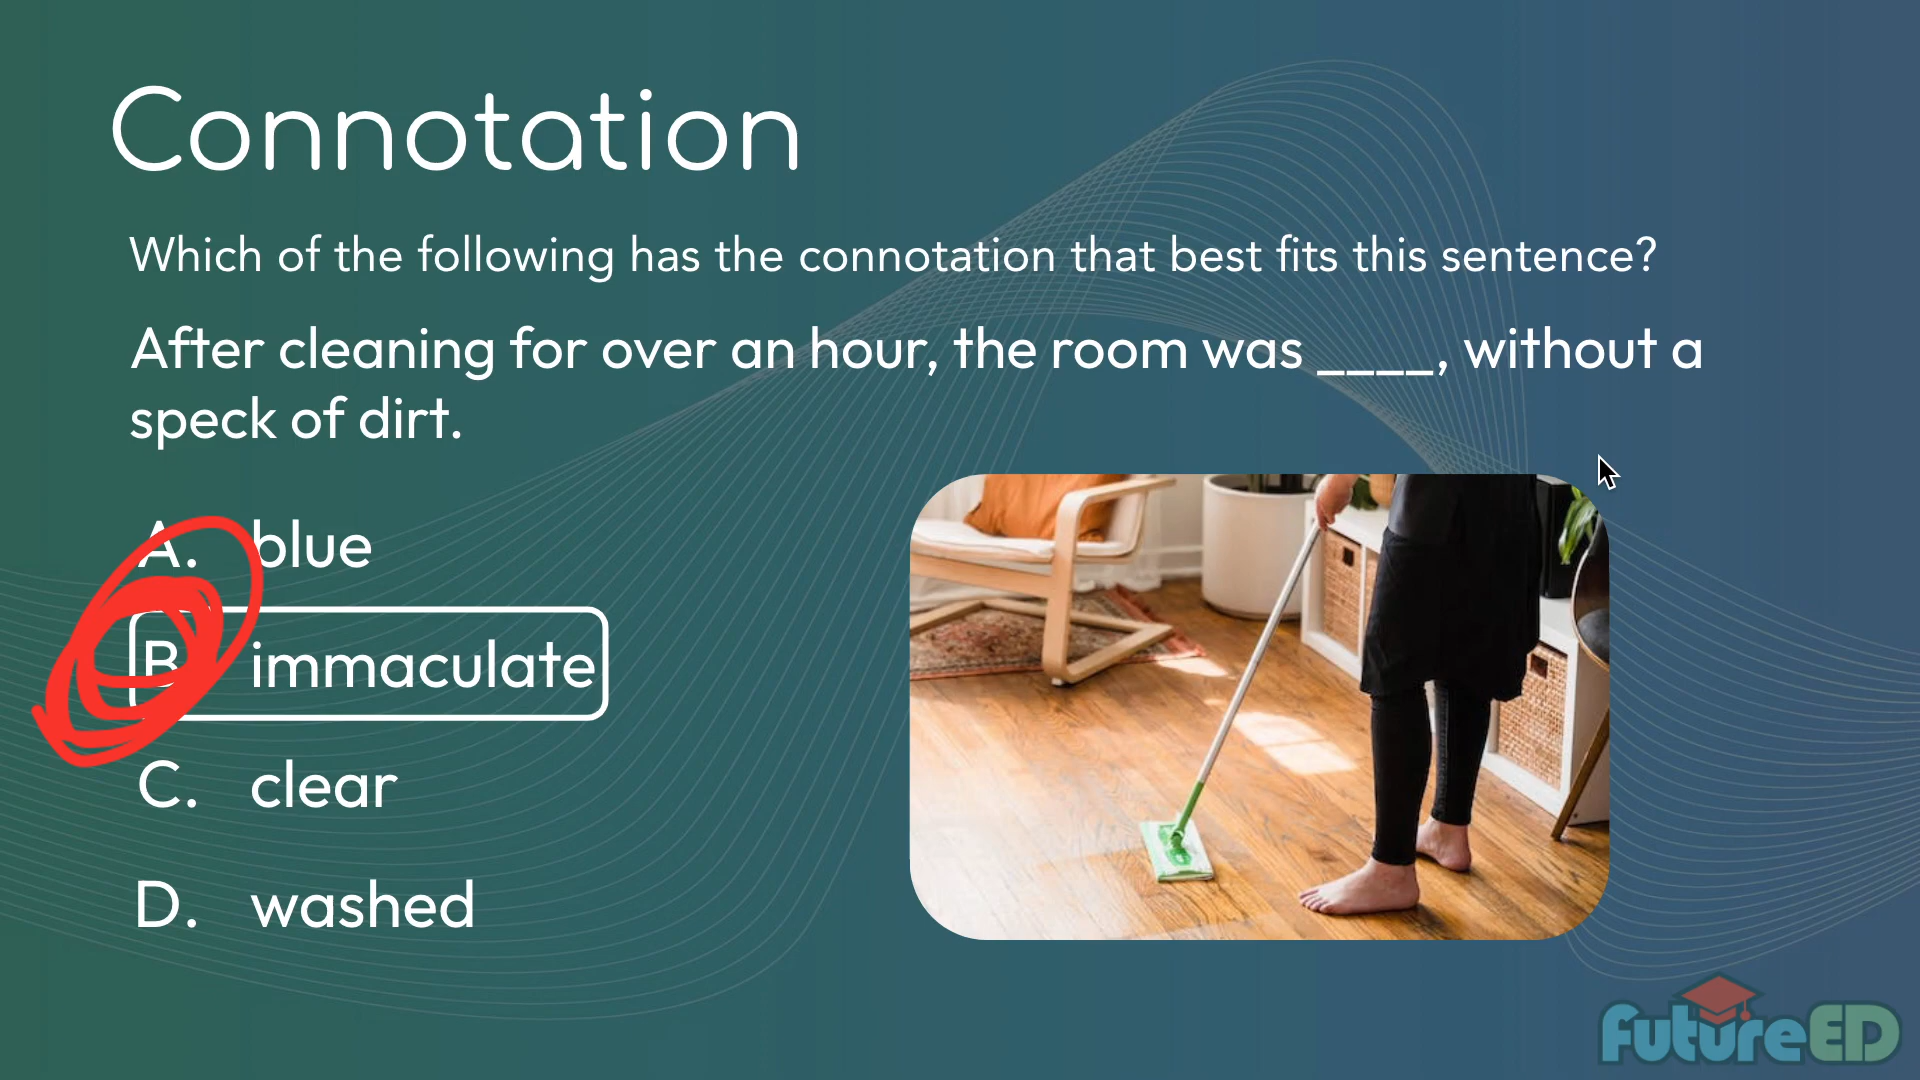 Connotation
Which of the following has the connotation that best fits this sentence?
After cleaning for over an hour, the room was ____, without a
speck of dirt.
A. blue
B. immaculate
C. clear
D. washed
futureED